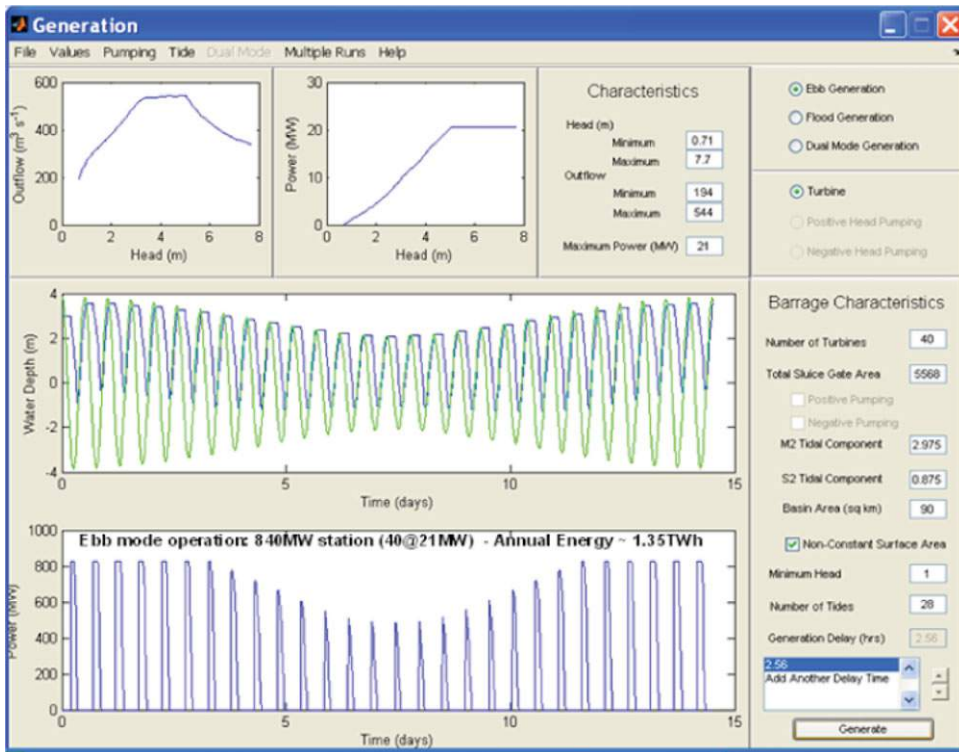 Generation
File Values Pumping Tide Dual Mode Multiple Runs Help
600
400
200
0
Outflow (m³ s⁻¹)
0 2 4 6 8
Head (m)
30
20
10
0
Power (MW)
0 2 4 6 8
Head (m)
Characteristics
Head (m)
Minimum 0.71
Maximum 7.7
Outflow
Minimum 194
Maximum 544
Maximum Power (MW) 21
Ebb Generation
Flood Generation
Dual Mode Generation
Turbine
Positive Head Pumping
Negative Head Pumping
4
2
0
-2
-4
Water Depth (m)
0 5 10 15
Time (days)
1000
800
600
400
200
0
Power (MW)
Ebb mode operation: 840MW station (40@21MW) - Annual Energy ~ 1.35TWh
0 5 10 15
Time (days)
Barrage Characteristics
Number of Turbines 40
Total Sluice Gate Area 5568
Positive Pumping
Negative Pumping
M2 Tidal Component 2.975
S2 Tidal Component 0.875
Basin Area (sq km) 90
Non-Constant Surface Area
Minimum Head 1
Number of Tides 28
Generation Delay (hrs) 2.56
2.56
Add Another Delay Time
Generate